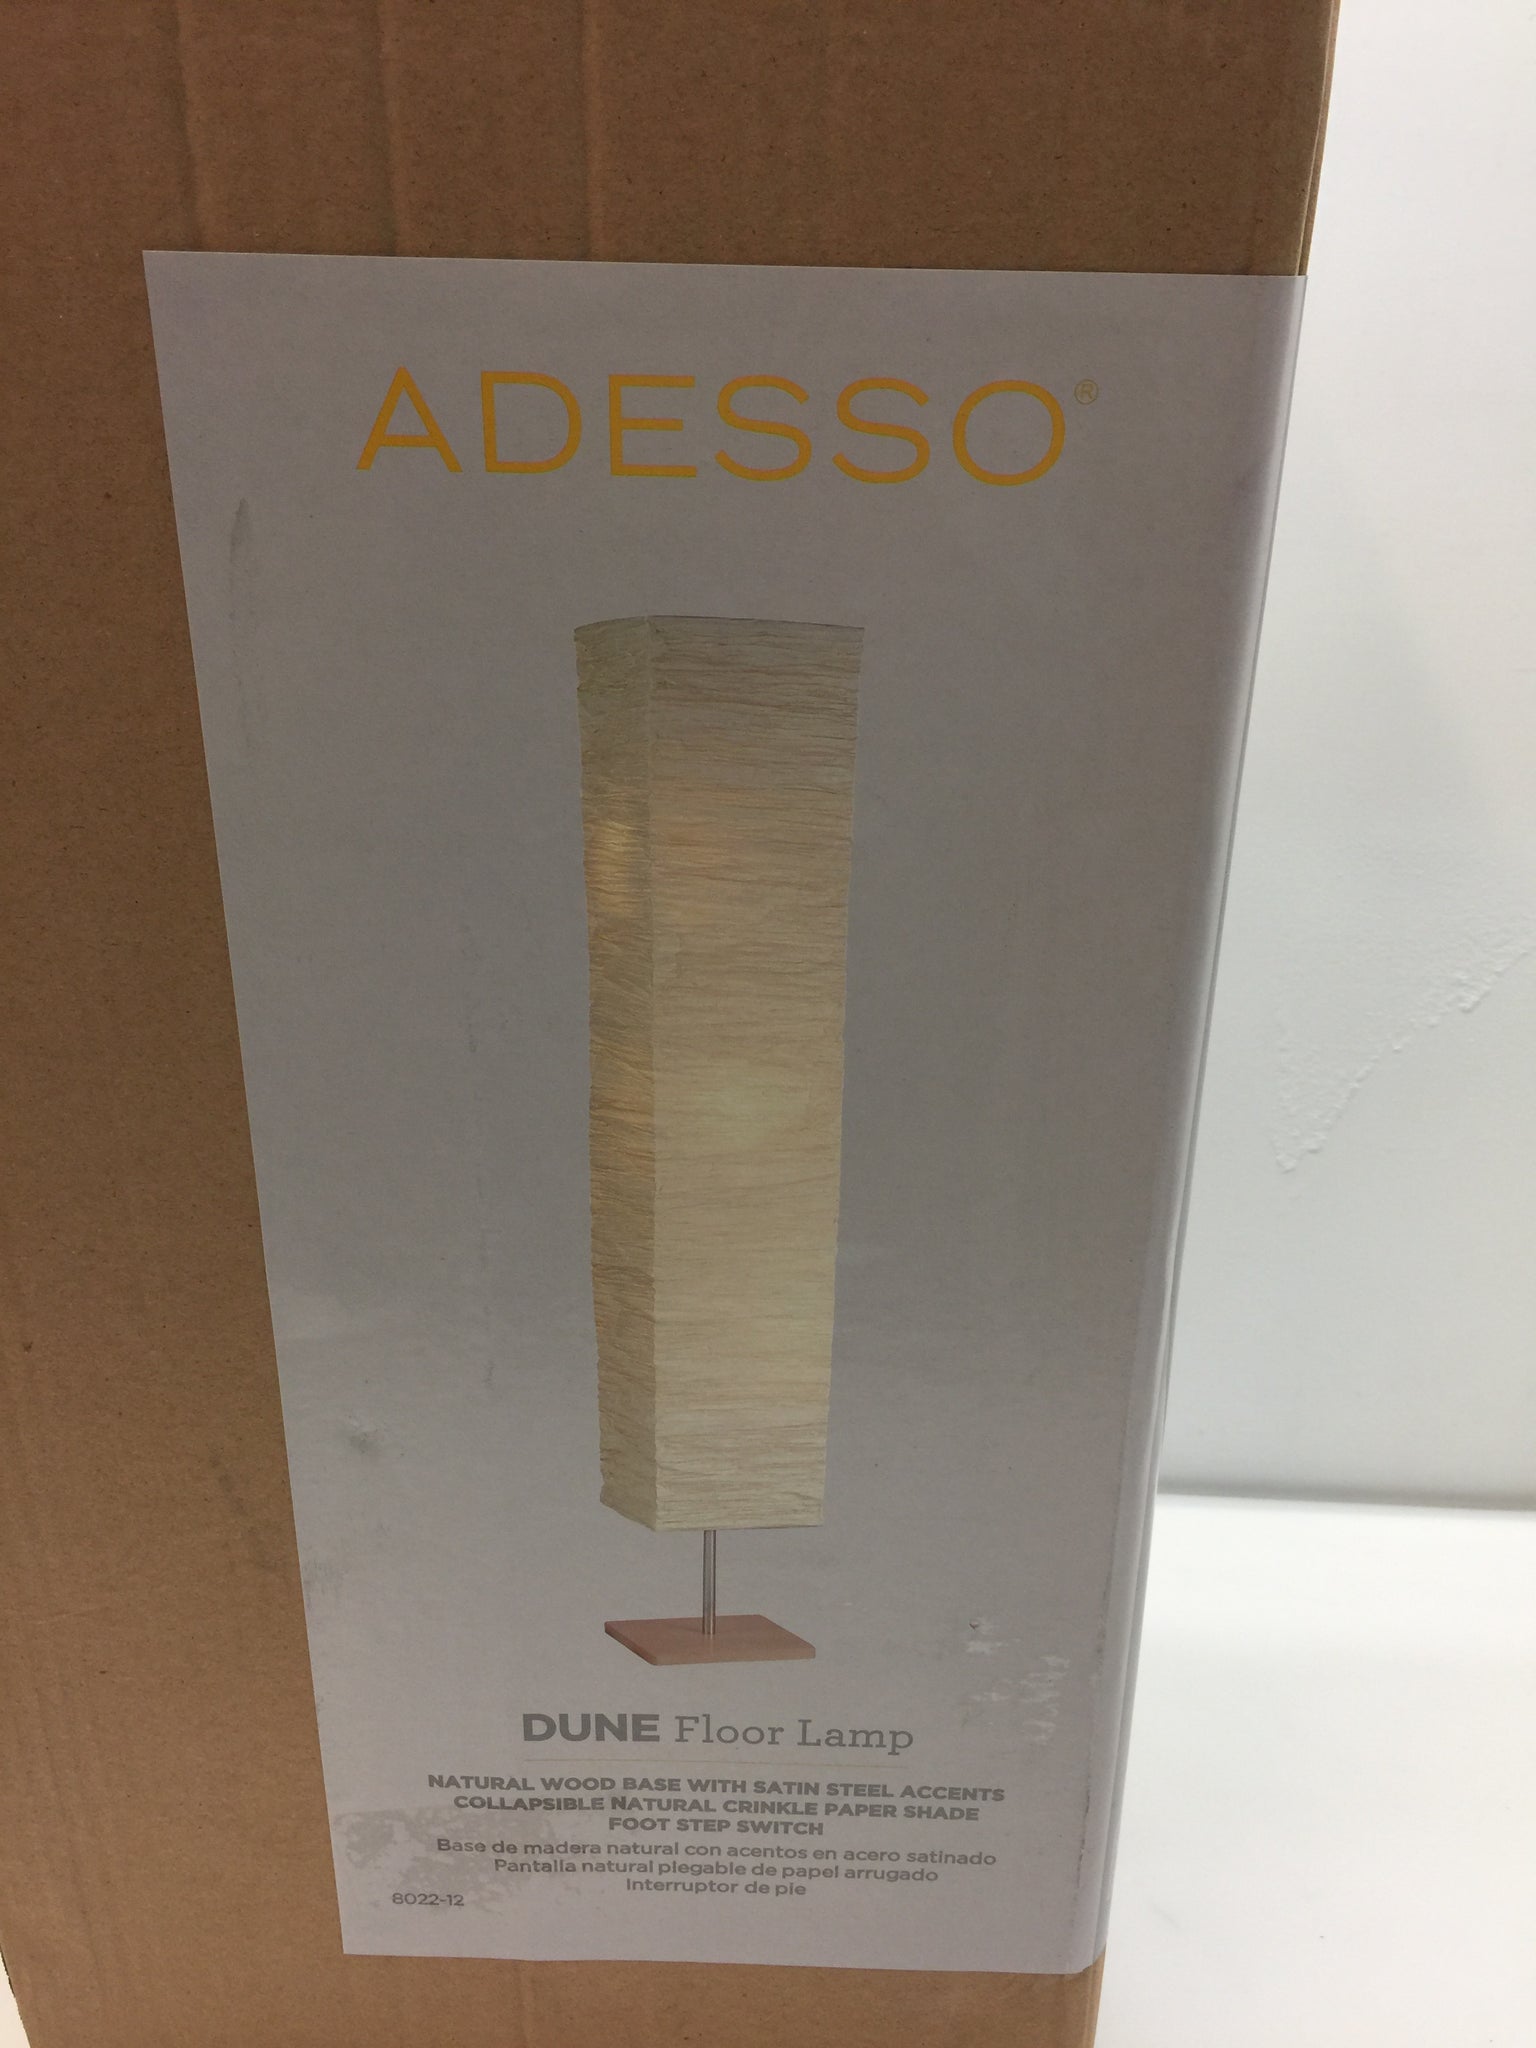 ADESSO®
DUNE Floor Lamp
NATURAL WOOD BASE WITH SATIN STEEL ACCENTS
COLLAPSIBLE NATURAL CRINKLE PAPER SHADE
FOOT STEP SWITCH
Base de madera natural con acentos en acero satinado
Pantalla natural plegable de papel arrugado
Interruptor de pie
8022-12